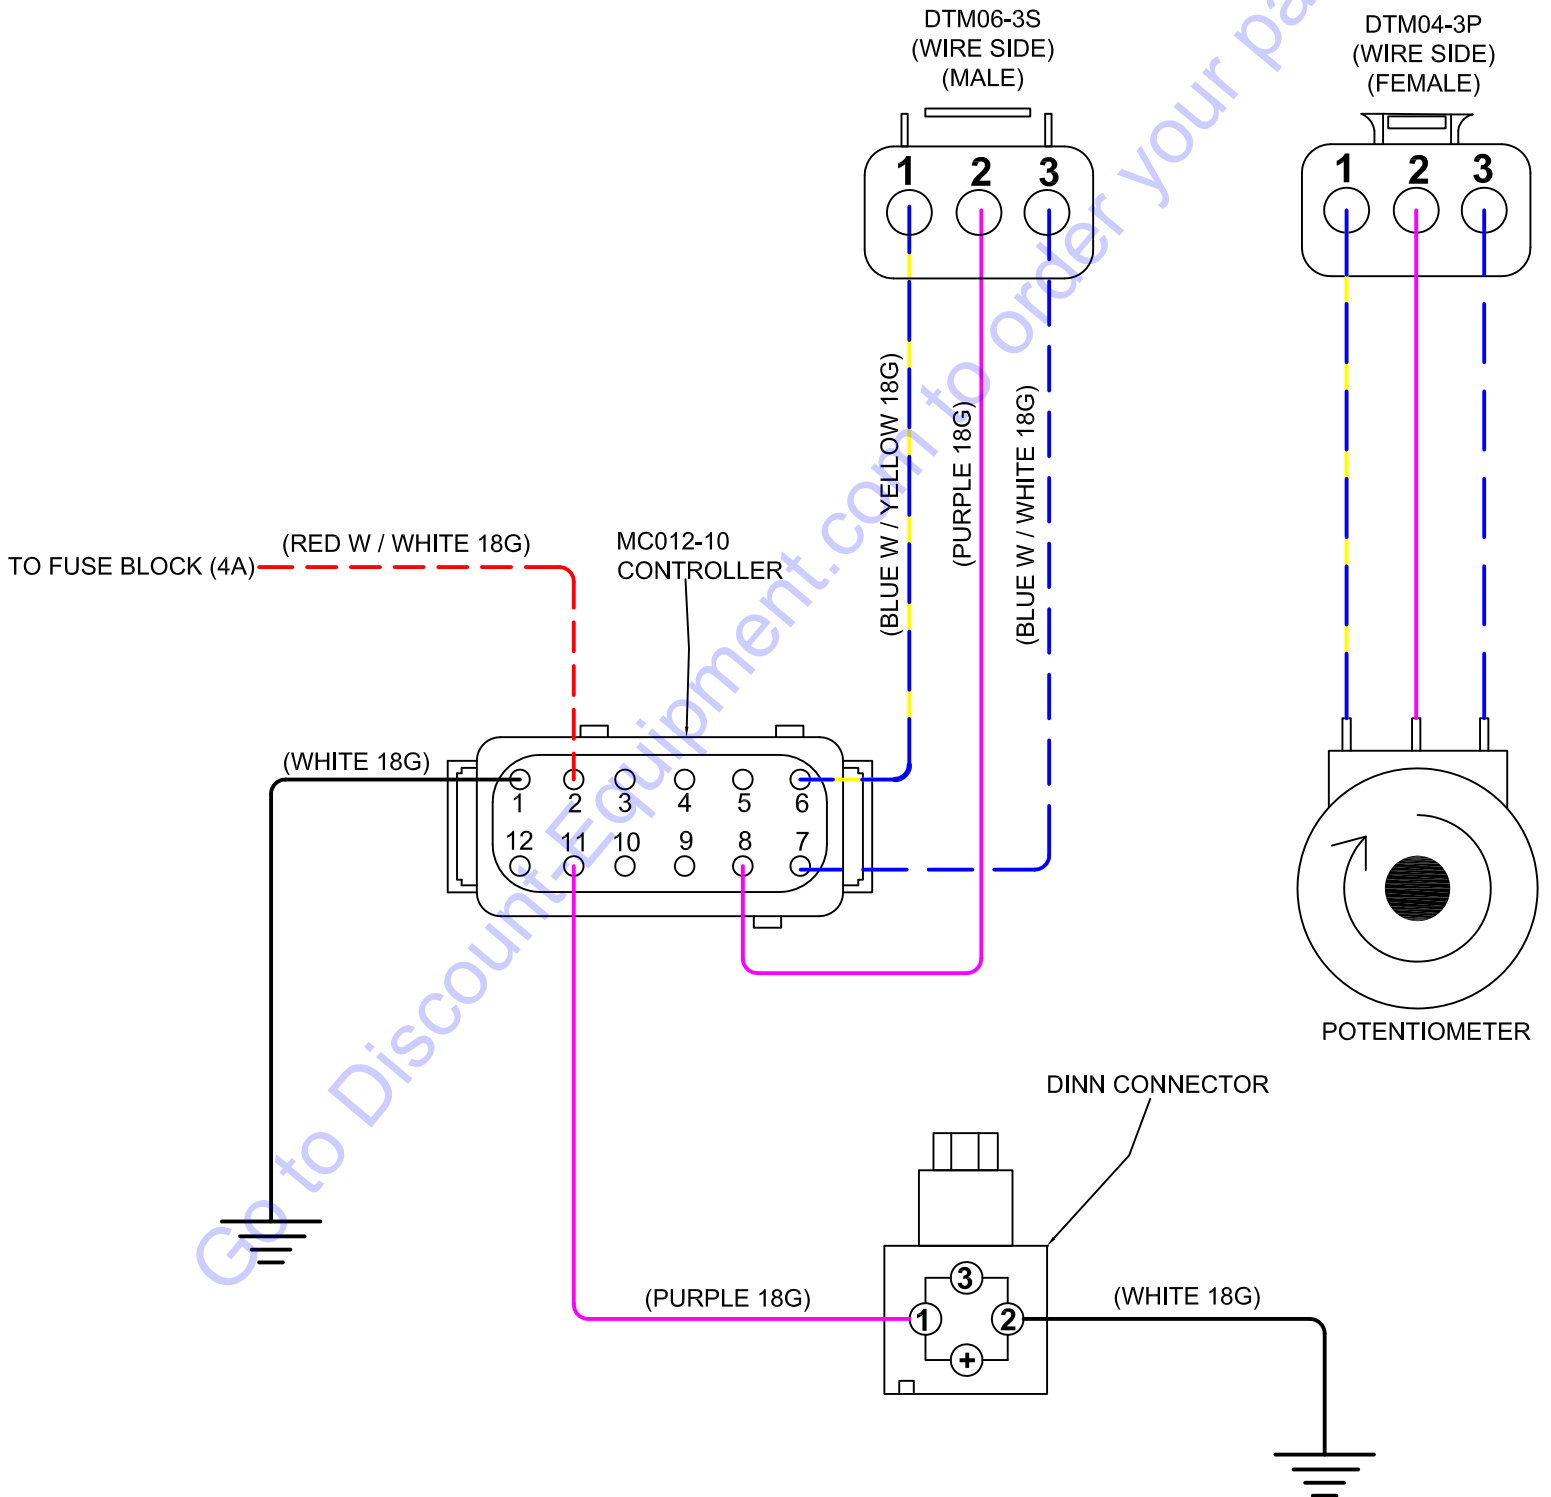 DTM06-3S
(WIRE SIDE)
(MALE)
DTM04-3P
(WIRE SIDE)
(FEMALE)
1 2 3
1 2 3
(BLUE W / YELLOW 18G)
(PURPLE 18G)
(BLUE W / WHITE 18G)
TO FUSE BLOCK (4A)
(RED W / WHITE 18G)
MC012-10
CONTROLLER
(WHITE 18G)
1 2 3 4 5 6
12 11 10 9 8 7
POTENTIOMETER
DINN CONNECTOR
(PURPLE 18G)
3
1 2
+
(WHITE 18G)
Go to Discount-Equipment.com to order your pa